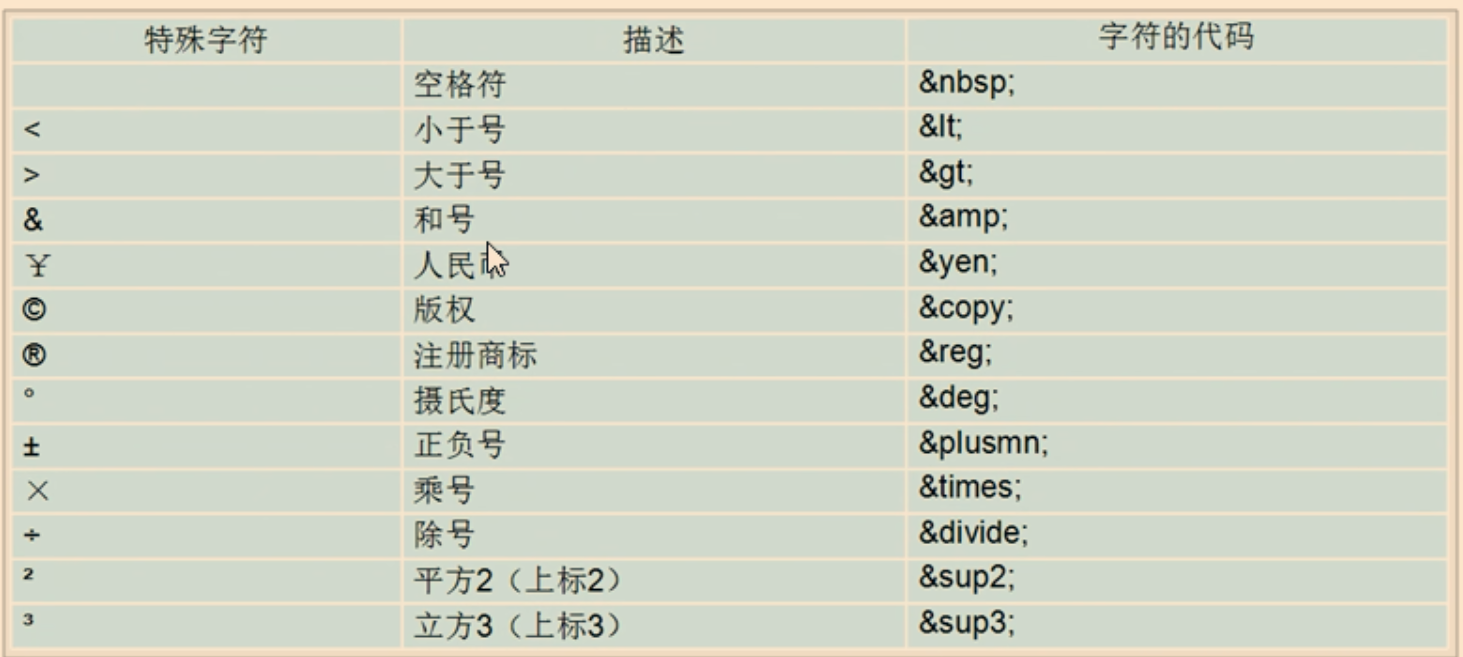 特殊字符 描述 字符的代码
空格符 &nbsp;
< 小于号 &lt;
> 大于号 &gt;
& 和号 &amp;
¥ 人民 &yen;
© 版权 &copy;
® 注册商标 &reg;
° 摄氏度 &deg;
± 正负号 &plusmn;
× 乘号 &times;
÷ 除号 &divide;
² 平方2（上标2） &sup2;
³ 立方3（上标3） &sup3;